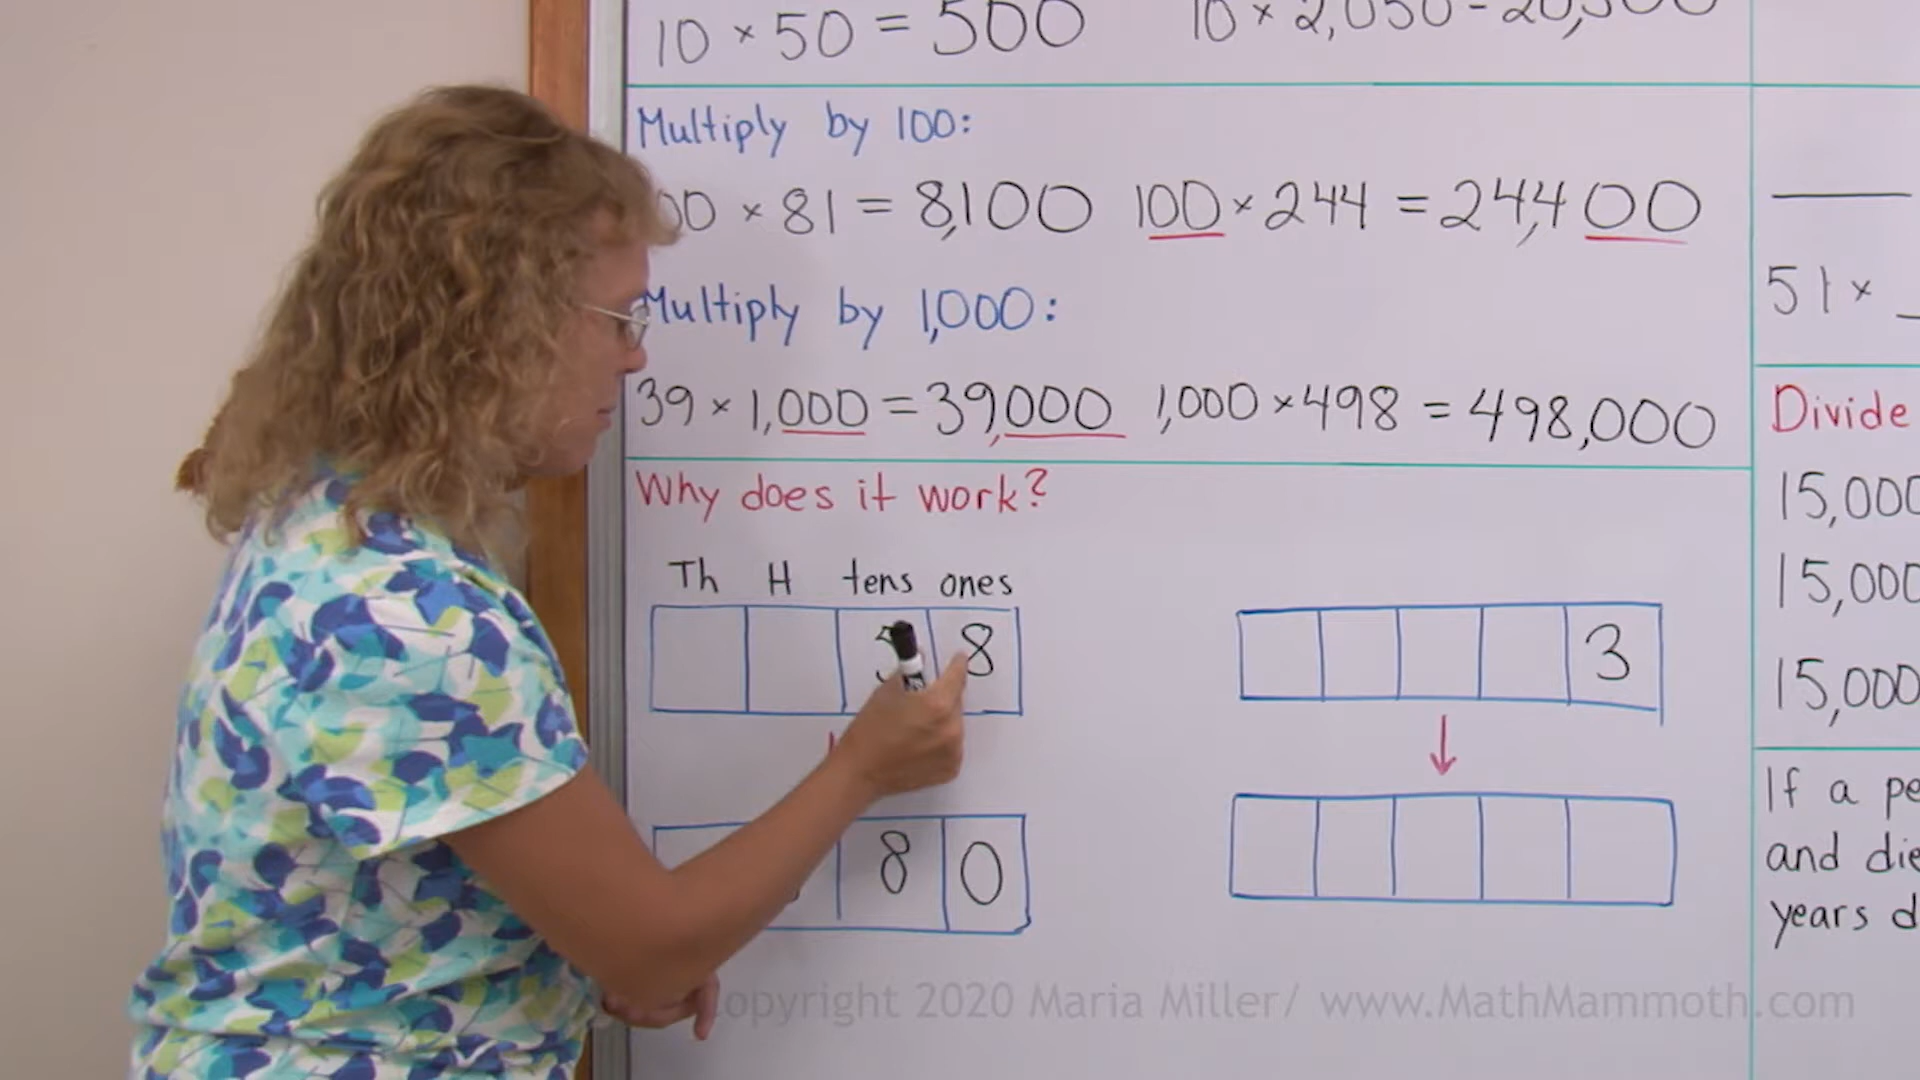 10 × 50 = 500
10 × 2,050 = 20,500
Multiply by 100:
00 × 81 = 8,100 100 × 244 = 24,400
Multiply by 1,000:
39 × 1,000 = 39,000 1,000 × 498 = 498,000
Why does it work?
Th H tens ones
8
8 0
3
51 ×
Divide
15,000
15,000
15,000
If a
and
years
Copyright 2020 Maria Miller/ www.MathMammoth.com